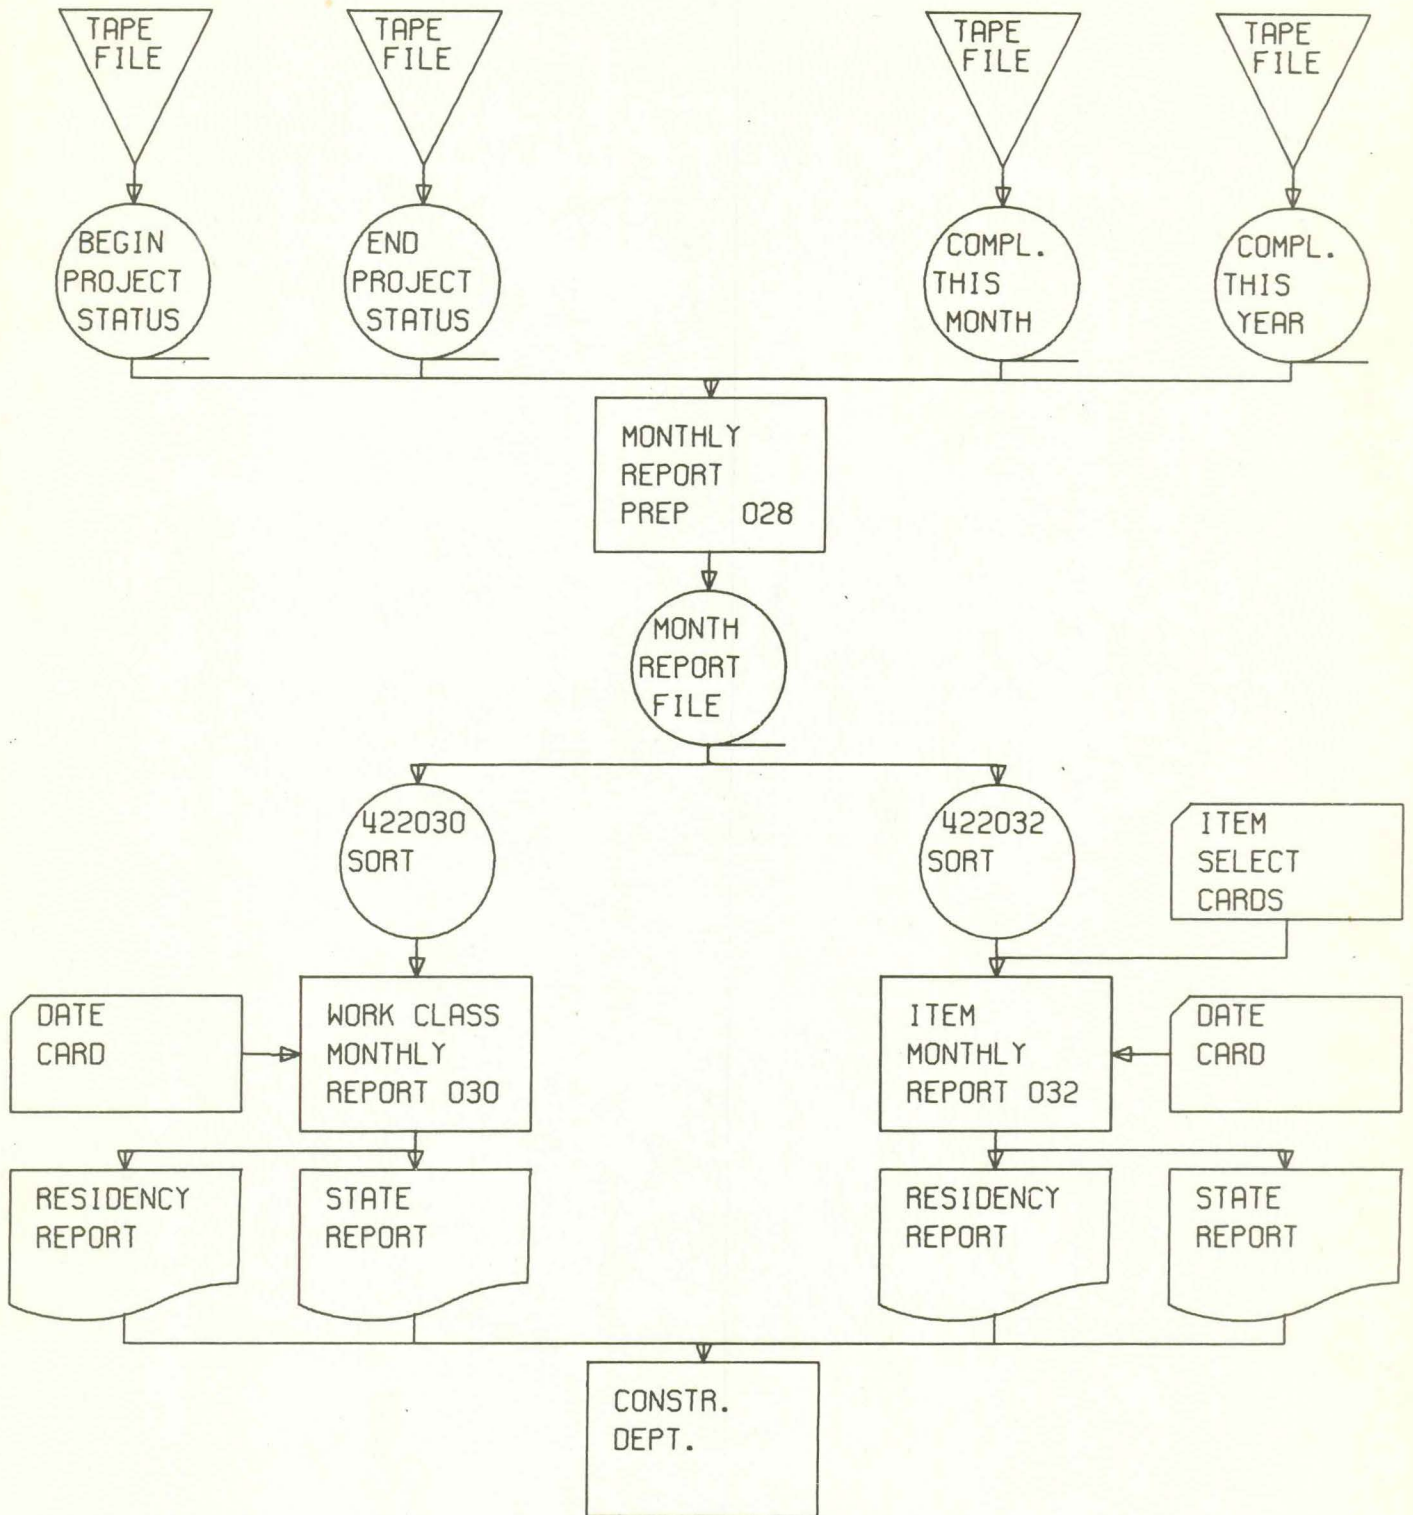 TAPE
FILE
TAPE
FILE
TAPE
FILE
TAPE
FILE
BEGIN
PROJECT
STATUS
END
PROJECT
STATUS
COMPL.
THIS
MONTH
COMPL.
THIS
YEAR
MONTHLY
REPORT
PREP 028
MONTH
REPORT
FILE
422030
SORT
422032
SORT
ITEM
SELECT
CARDS
DATE
CARD
WORK CLASS
MONTHLY
REPORT 030
ITEM
MONTHLY
REPORT 032
DATE
CARD
RESIDENCY
REPORT
STATE
REPORT
RESIDENCY
REPORT
STATE
REPORT
CONSTR.
DEPT.